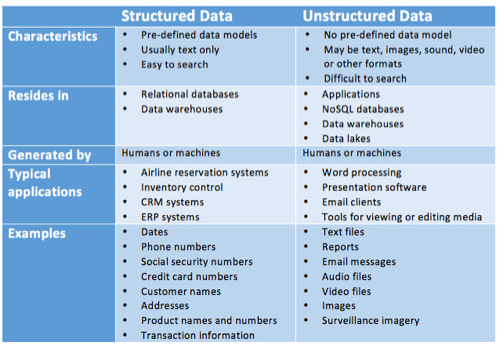 Structured Data Unstructured Data
Characteristics
• Pre-defined data models
• Usually text only
• Easy to search
• No pre-defined data model
• May be text, images, sound, video
or other formats
• Difficult to search
Resides in
• Relational databases
• Data warehouses
• Applications
• NoSQL databases
• Data warehouses
• Data lakes
Generated by
Humans or machines
Humans or machines
Typical
applications
• Airline reservation systems
• Inventory control
• CRM systems
• ERP systems
• Word processing
• Presentation software
• Email clients
• Tools for viewing or editing media
Examples
• Dates
• Phone numbers
• Social security numbers
• Credit card numbers
• Customer names
• Addresses
• Product names and numbers
• Transaction information
• Text files
• Reports
• Email messages
• Audio files
• Video files
• Images
• Surveillance imagery